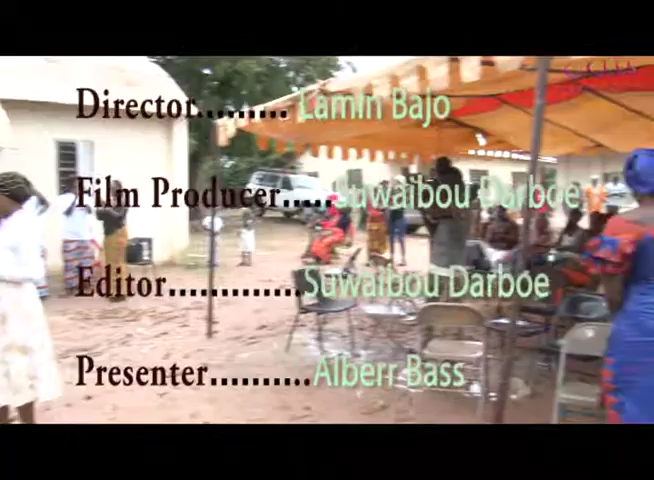 Director......... Lamin Bajo
Film Producer...... Suwaibou Darboe
Editor............ Suwaibou Darboe
Presenter........... Alberr Bass